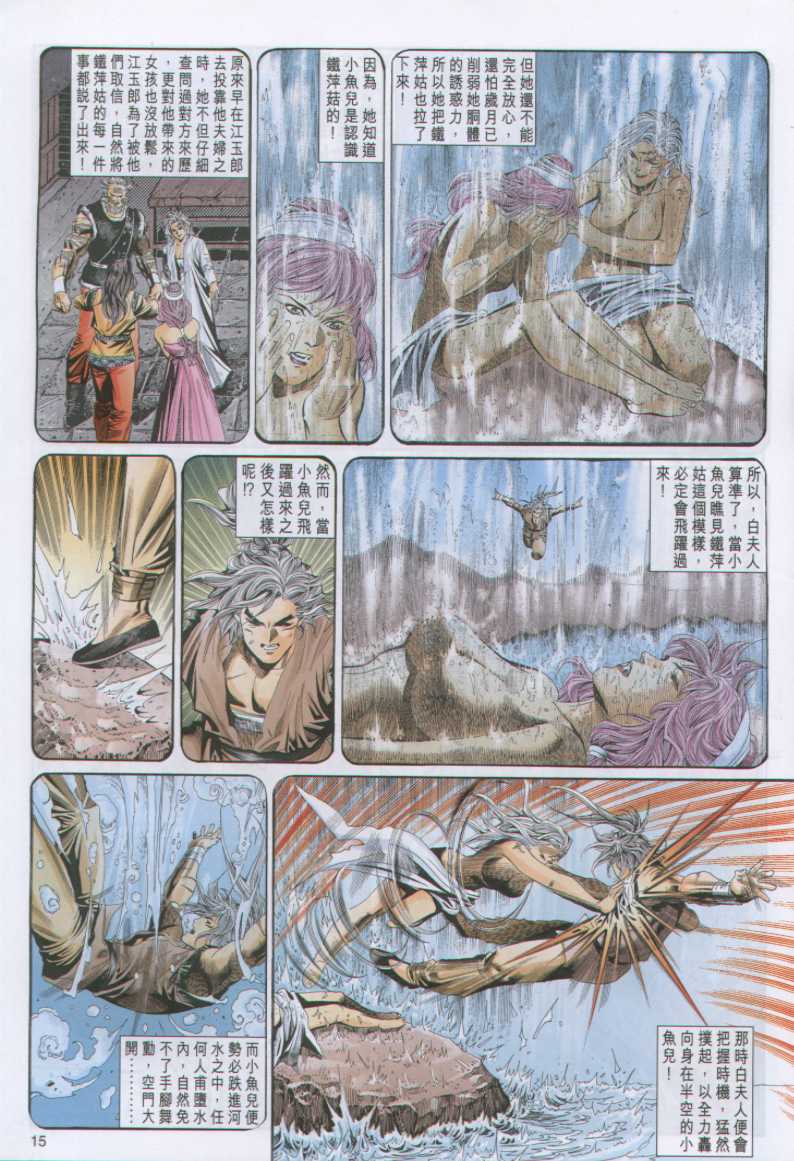 但她還不能
完全放心，
還怕歲月已
削弱她胴體
的誘惑力，
所以她把鐵
萍姑也拉了
下來！
因為，她知道
小魚兒是認識
鐵萍姑的！
原來早在江玉郎
去投靠他夫婦之
時，她不但仔細
查問過對方來歷
，更對他帶來的
女孩也沒放鬆，
江玉郎為了被他
們取信，自然將
鐵萍姑的每一件
事都說了出來！
所以，白夫人
算準了，當小
魚兒瞧見鐵萍
姑這個模樣，
必定會飛躍過
來！
然而，當
小魚兒飛
躍過來之
後又怎樣
呢!?
那時白夫人便會
把握時機，猛然
撲起，以全力轟
向身在半空的小
魚兒！
而小魚兒便
勢必跌進河
水之中，任
何人甫墮水
內，自然免
不了手腳舞
動，空門大
開⋯⋯⋯⋯
15